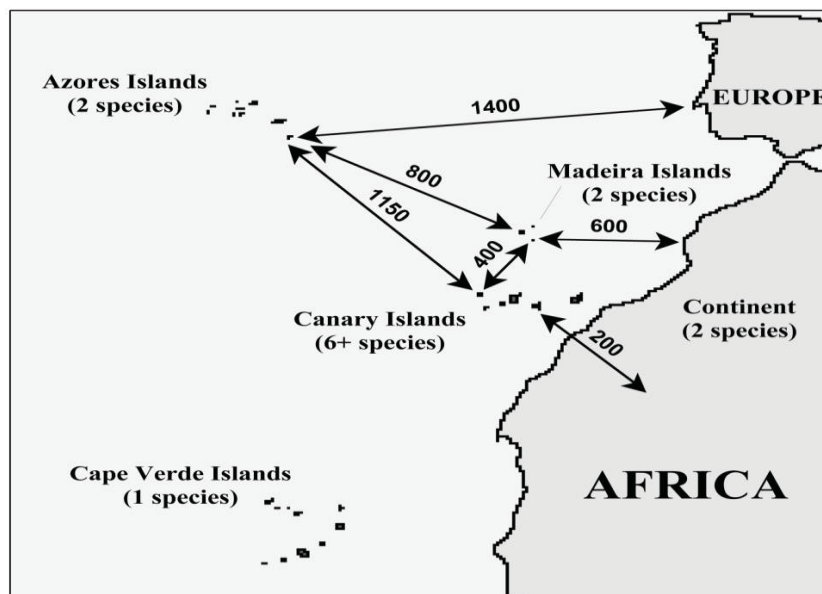 Azores Islands
(2 species)
1400
EUROPE
800
1150
Madeira Islands
(2 species)
600
400
Canary Islands
(6+ species)
Continent
(2 species)
200
Cape Verde Islands
(1 species)
AFRICA